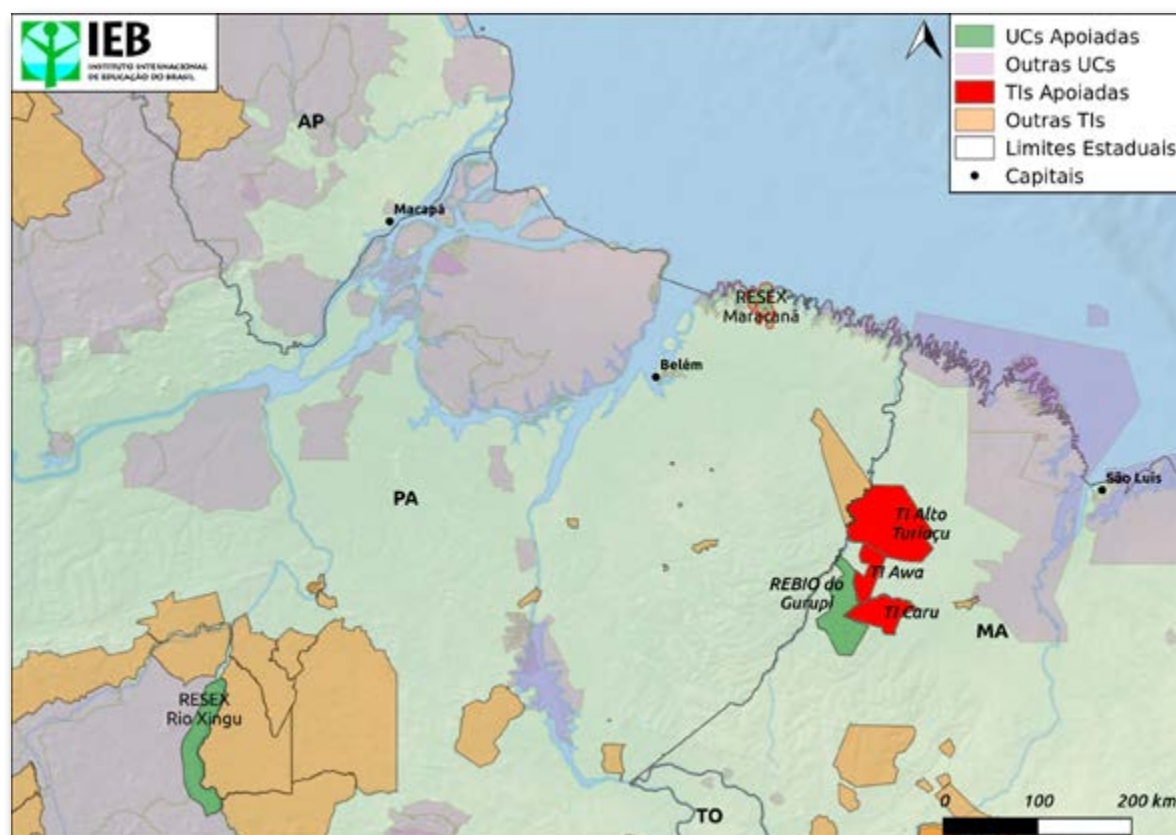 IEB
INSTITUTO INTERNACIONAL
DE EDUCAÇÃO DO BRASIL
UCs Apoiadas
Outras UCs
TIs Apoiadas
Outras TIs
Limites Estaduais
Capitais
AP
Macapá
RESEX
Maracanã
Belém
PA
São Luis
TI Alto
Turiaçu
TI Awa
REBIO do
Gurupi
TI Caru
MA
RESEX
Rio Xingu
TO
0 100 200 km